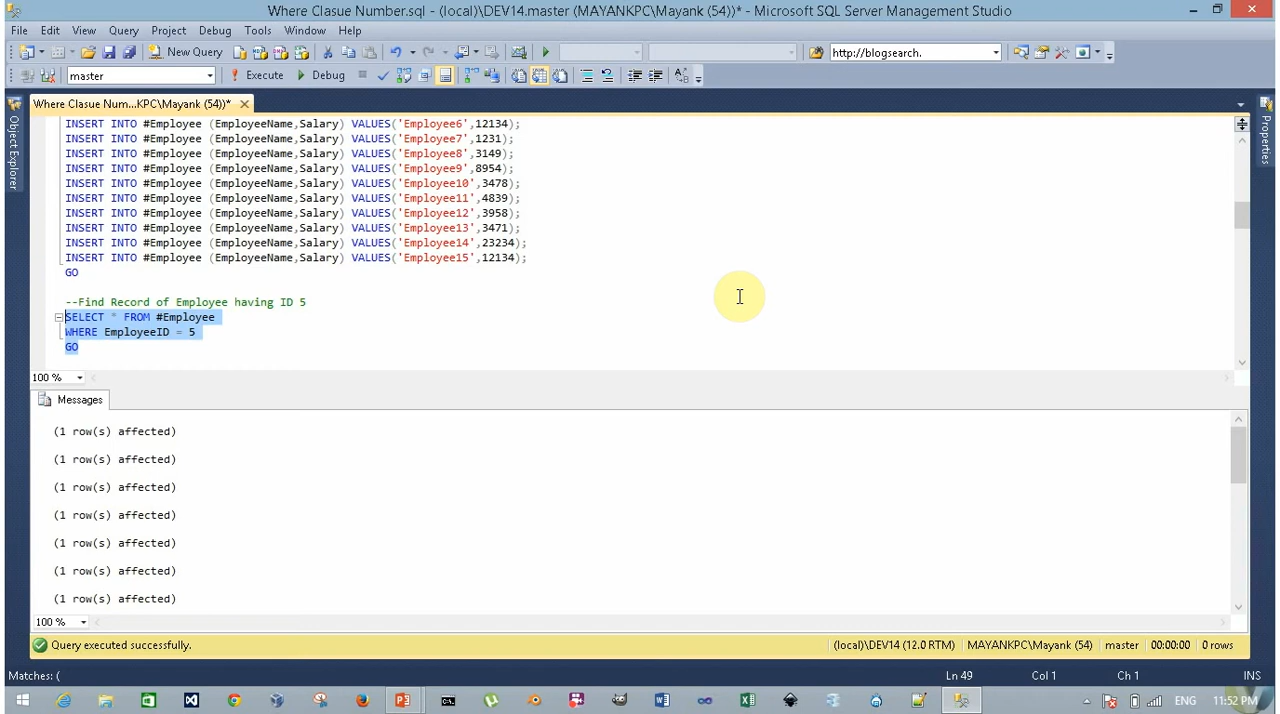 Where Clasue Number.sql - (local)\DEV14.master (MAYANKPC\Mayank (54))* - Microsoft SQL Server Management Studio
File Edit View Query Project Debug Tools Window Help
New Query http://blogsearch.
master Execute Debug
Where Clasue Num...KPC\Mayank (54))*
Object Explorer
Properties
INSERT INTO #Employee (EmployeeName,Salary) VALUES('Employee6',12134);
INSERT INTO #Employee (EmployeeName,Salary) VALUES('Employee7',1231);
INSERT INTO #Employee (EmployeeName,Salary) VALUES('Employee8',3149);
INSERT INTO #Employee (EmployeeName,Salary) VALUES('Employee9',8954);
INSERT INTO #Employee (EmployeeName,Salary) VALUES('Employee10',3478);
INSERT INTO #Employee (EmployeeName,Salary) VALUES('Employee11',4839);
INSERT INTO #Employee (EmployeeName,Salary) VALUES('Employee12',3958);
INSERT INTO #Employee (EmployeeName,Salary) VALUES('Employee13',3471);
INSERT INTO #Employee (EmployeeName,Salary) VALUES('Employee14',23234);
INSERT INTO #Employee (EmployeeName,Salary) VALUES('Employee15',12134);
GO
--Find Record of Employee having ID 5
SELECT * FROM #Employee
WHERE EmployeeID = 5
GO
100 %
Messages
(1 row(s) affected)
(1 row(s) affected)
(1 row(s) affected)
(1 row(s) affected)
(1 row(s) affected)
(1 row(s) affected)
(1 row(s) affected)
100 %
Query executed successfully. (local)\DEV14 (12.0 RTM) MAYANKPC\Mayank (54) master 00:00:00 0 rows
Matches: ( Ln 49 Col 1 Ch 1 INS
ENG 11:52 PM